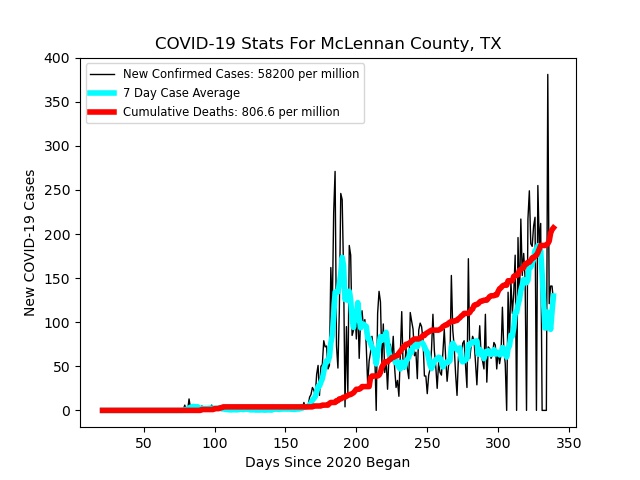 COVID-19 Stats For McLennan County, TX
New Confirmed Cases: 58200 per million
7 Day Case Average
Cumulative Deaths: 806.6 per million
400
350
300
250
200
150
100
50
0
New COVID-19 Cases
50 100 150 200 250 300 350
Days Since 2020 Began